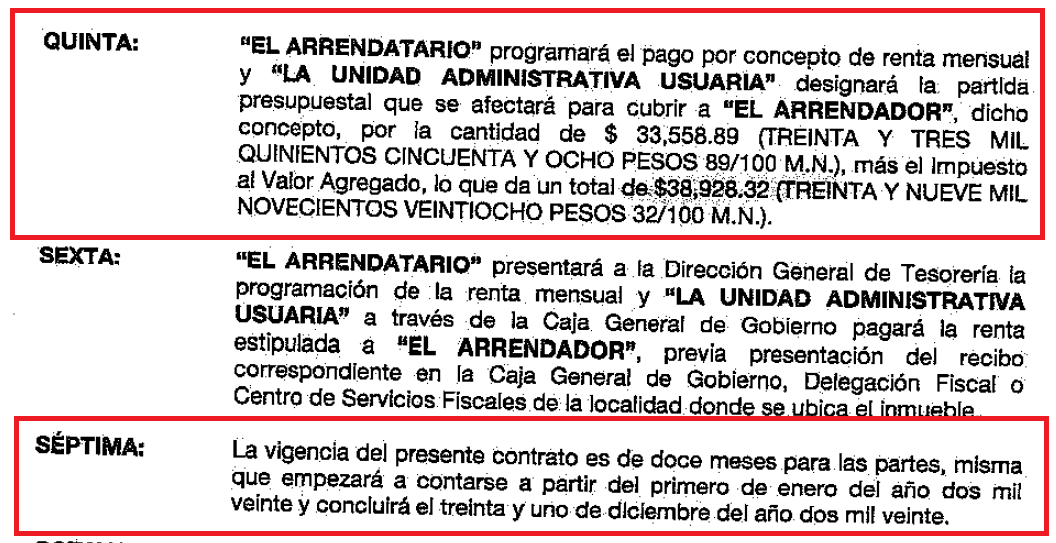 QUINTA: "EL ARRENDATARIO" programará el pago por concepto de renta mensual
y "LA UNIDAD ADMINISTRATIVA USUARIA" designará la partida
presupuestal que se afectará para cubrir a "EL ARRENDADOR", dicho
concepto, por la cantidad de $ 33,558.89 (TREINTA Y TRES MIL
QUINIENTOS CINCUENTA Y OCHO PESOS 89/100 M.N.), más el Impuesto
al Valor Agregado, lo que da un total de $38,928.32 (TREINTA Y NUEVE MIL
NOVECIENTOS VEINTIOCHO PESOS 32/100 M.N.).
SEXTA: "EL ARRENDATARIO" presentará a la Dirección General de Tesorería la
programación de la renta mensual y "LA UNIDAD ADMINISTRATIVA
USUARIA" a través de la Caja General de Gobierno pagará la renta
estipulada a "EL ARRENDADOR", previa presentación del recibo
correspondiente en la Caja General de Gobierno, Delegación Fiscal o
Centro de Servicios Fiscales de la localidad donde se ubica el inmueble.
SÉPTIMA: La vigencia del presente contrato es de doce meses para las partes, misma
que empezará a contarse a partir del primero de enero del año dos mil
veinte y concluirá el treinta y uno de diciembre del año dos mil veinte.